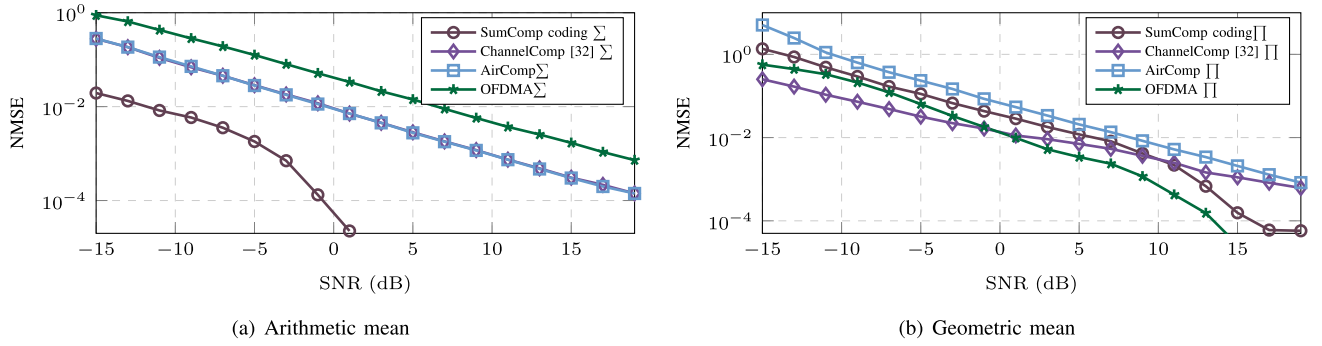 10^0
10^−2
10^−4
NMSE
−15 −10 −5 0 5 10 15
SNR (dB)
SumComp coding ∑
ChannelComp [32] ∑
AirComp∑
OFDMA∑
(a) Arithmetic mean
10^0
10^−2
10^−4
NMSE
−15 −10 −5 0 5 10 15
SNR (dB)
SumComp coding∏
ChannelComp [32] ∏
AirComp ∏
OFDMA ∏
(b) Geometric mean